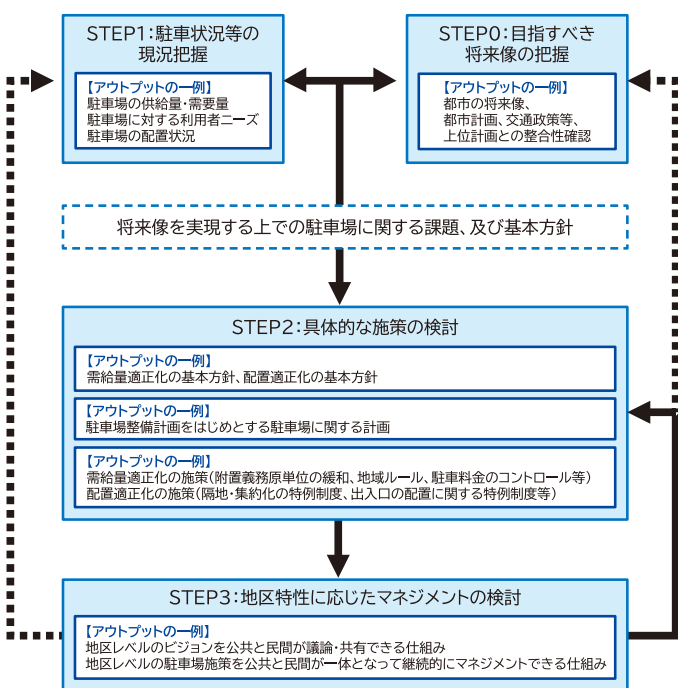 STEP1：駐車状況等の
現況把握
【アウトプットの一例】
駐車場の供給量・需要量
駐車場に対する利用者ニーズ
駐車場の配置状況
STEP0：目指すべき
将来像の把握
【アウトプットの一例】
都市の将来像、
都市計画、交通政策等、
上位計画との整合性確認
将来像を実現する上での駐車場に関する課題、及び基本方針
STEP2：具体的な施策の検討
【アウトプットの一例】
需給量適正化の基本方針、配置適正化の基本方針
【アウトプットの一例】
駐車場整備計画をはじめとする駐車場に関する計画
【アウトプットの一例】
需給量適正化の施策（附置義務原単位の緩和、地域ルール、駐車料金のコントロール等）
配置適正化の施策（隔地・集約化の特例制度、出入口の配置に関する特例制度等）
STEP3：地区特性に応じたマネジメントの検討
【アウトプットの一例】
地区レベルのビジョンを公共と民間が議論・共有できる仕組み
地区レベルの駐車場施策を公共と民間が一体となって継続的にマネジメントできる仕組み